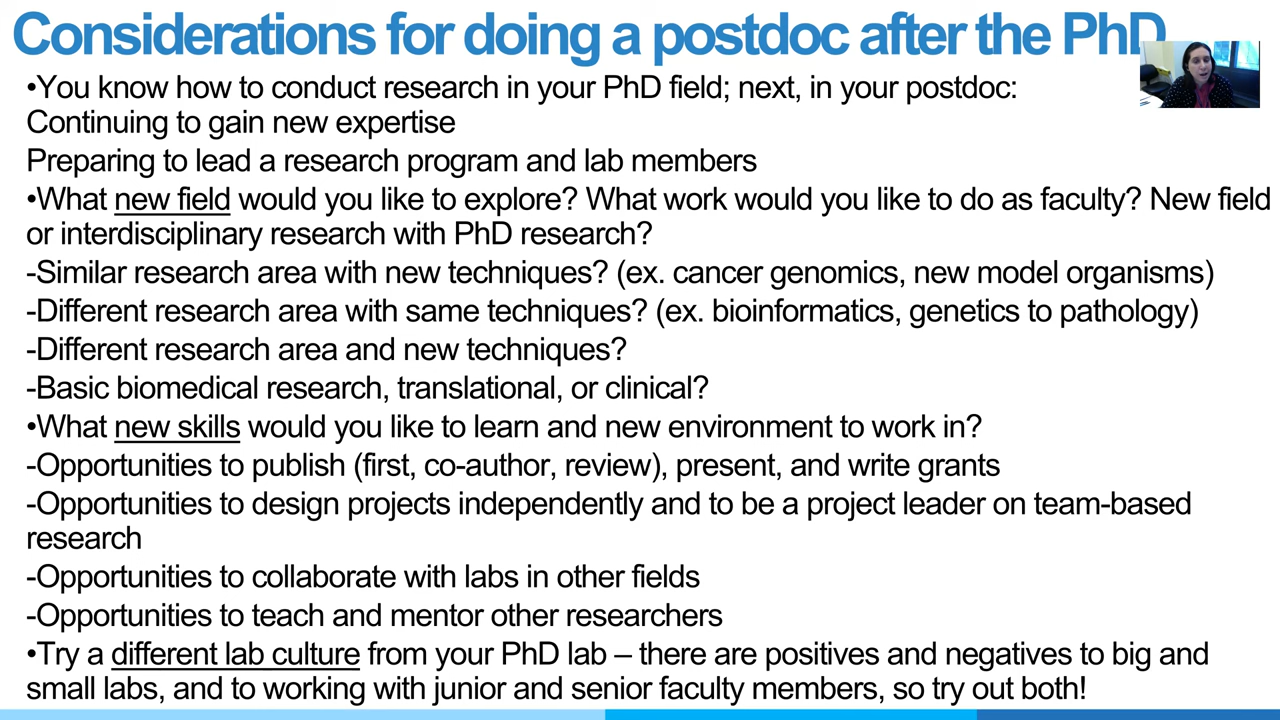 Considerations for doing a postdoc after the PhD
•You know how to conduct research in your PhD field; next, in your postdoc:
Continuing to gain new expertise
Preparing to lead a research program and lab members
•What new field would you like to explore? What work would you like to do as faculty? New field
or interdisciplinary research with PhD research?
-Similar research area with new techniques? (ex. cancer genomics, new model organisms)
-Different research area with same techniques? (ex. bioinformatics, genetics to pathology)
-Different research area and new techniques?
-Basic biomedical research, translational, or clinical?
•What new skills would you like to learn and new environment to work in?
-Opportunities to publish (first, co-author, review), present, and write grants
-Opportunities to design projects independently and to be a project leader on team-based
research
-Opportunities to collaborate with labs in other fields
-Opportunities to teach and mentor other researchers
•Try a different lab culture from your PhD lab – there are positives and negatives to big and
small labs, and to working with junior and senior faculty members, so try out both!